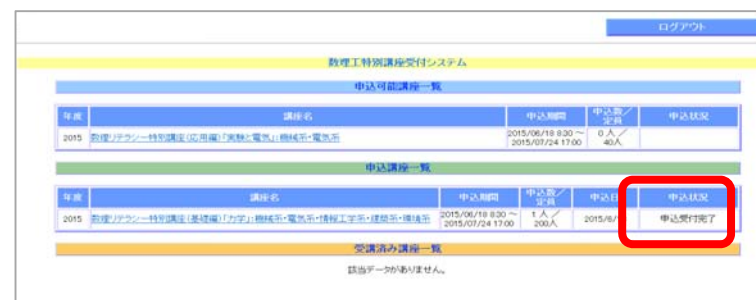 ログアウト
数理工特別講座受付システム
申込可能講座一覧
年度 講座名 申込期間 申込数／定員 申込状況
2015 数理リテラシー特別講座(応用編)「実験と電気」:機械系・電気系 2015/06/18 8:30 ～ 2015/07/24 17:00 0 人／ 40人
申込講座一覧
年度 講座名 申込期間 申込数／定員 申込日 申込状況
2015 数理リテラシー特別講座(基礎編)「力学」:機械系・電気系・情報工学系・建築系・環境系 2015/06/18 8:30 ～ 2015/07/24 17:00 1 人／ 200人 2015/6/ 申込受付完了
受講済み講座一覧
該当データがありません。